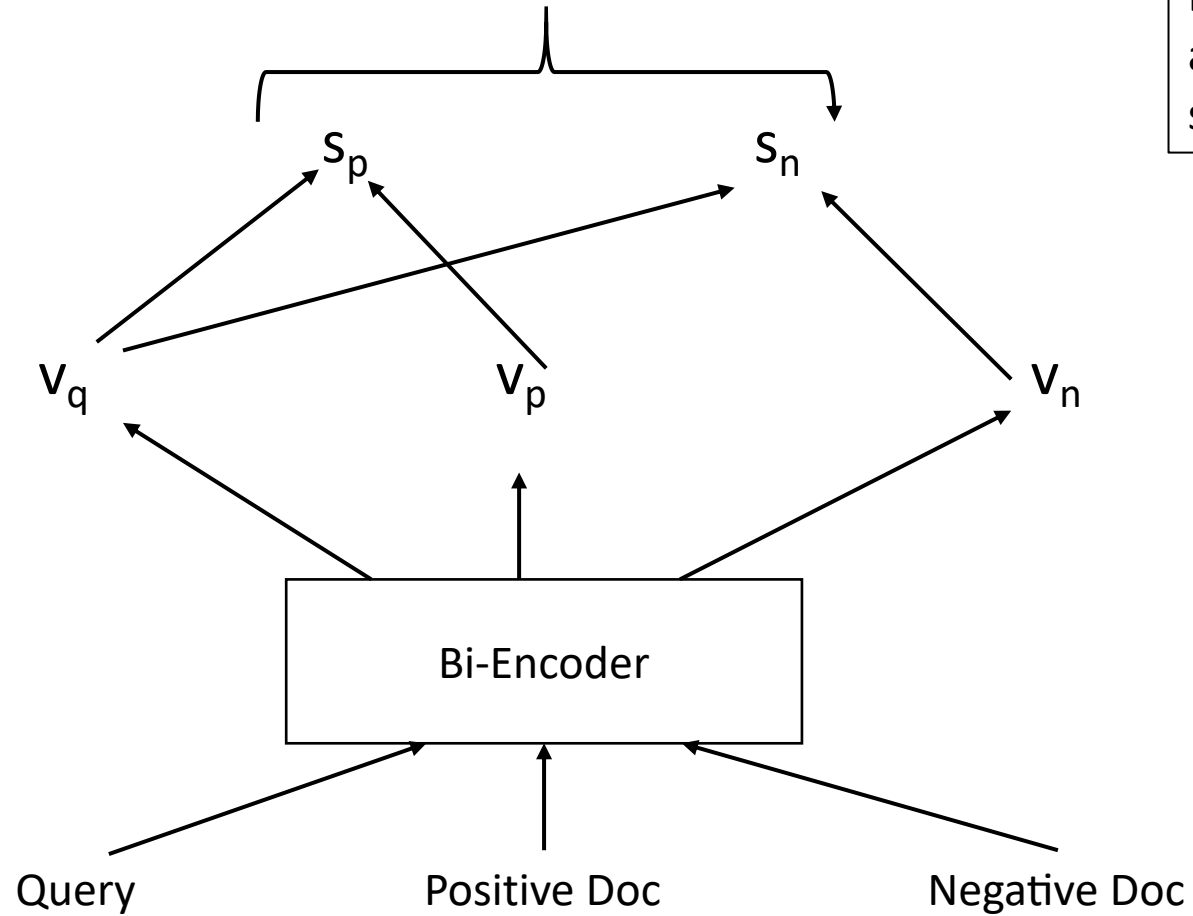 s_p
s_n
v_q
v_p
v_n
Bi-Encoder
Query
Positive Doc
Negative Doc